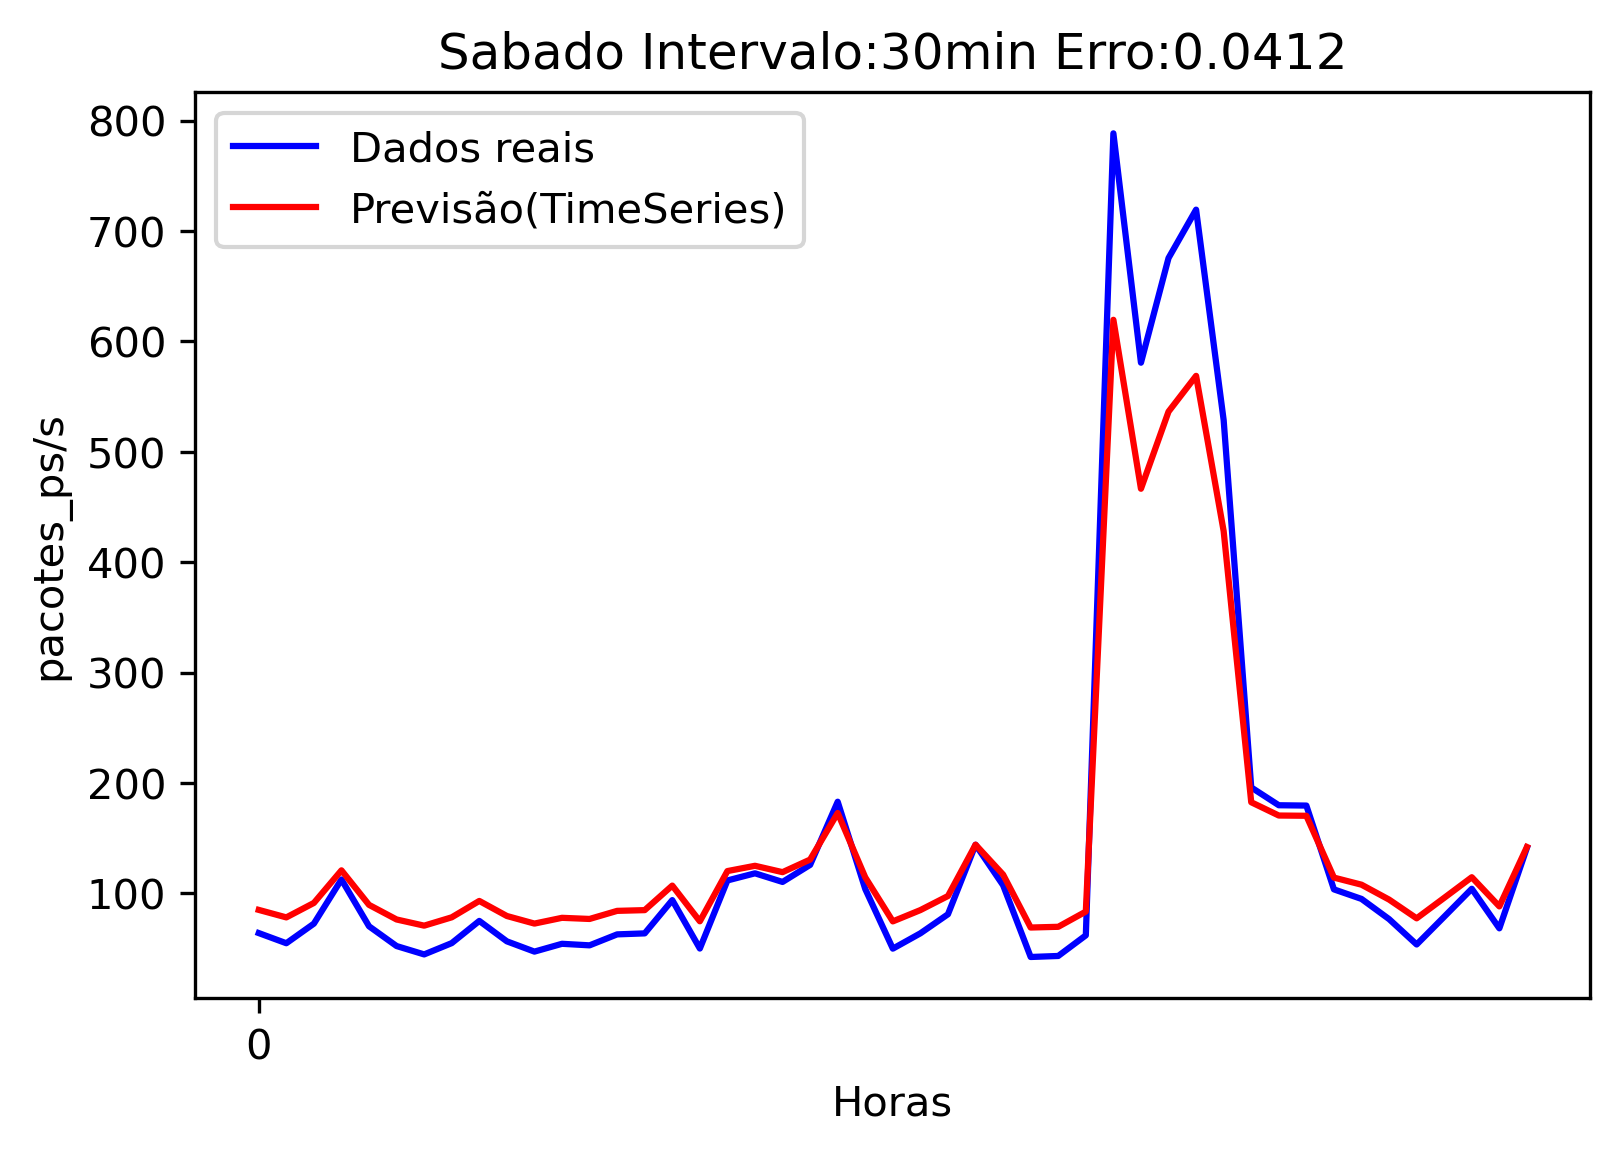 Sabado Intervalo:30min Erro:0.0412
Dados reais
Previsão(TimeSeries)
800
700
600
500
400
300
200
100
pacotes_ps/s
0
Horas